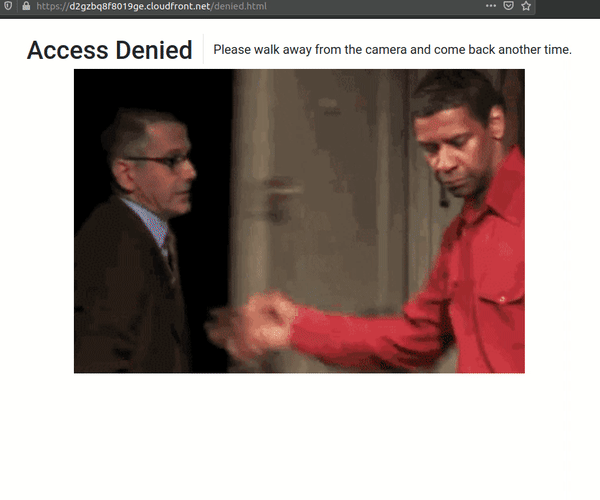 https://d2gzbq8f8019ge.cloudfront.net/denied.html
Access Denied
Please walk away from the camera and come back another time.